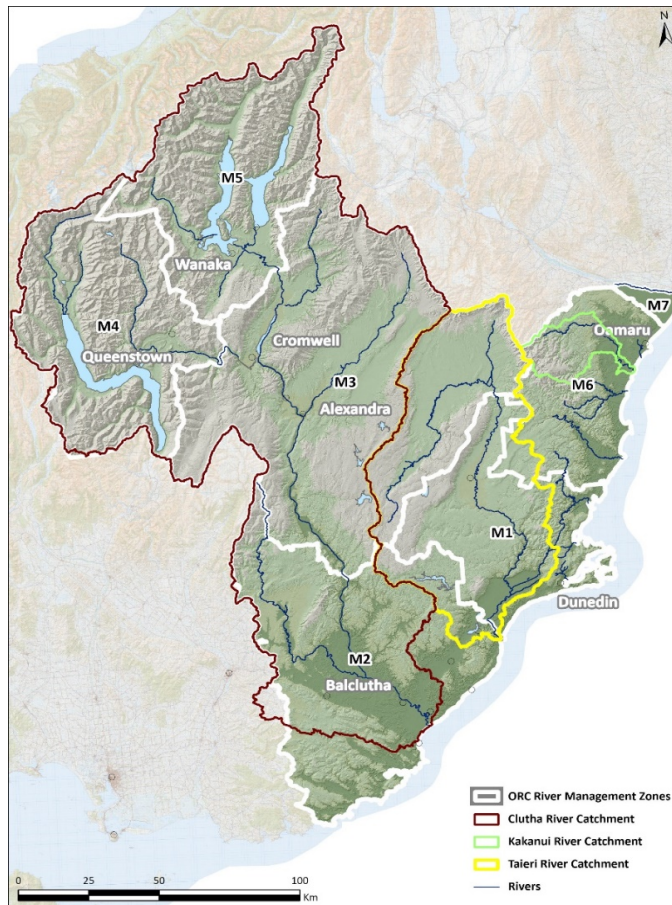 N
M5
Wanaka
M7
Oamaru
M4
Queenstown
Cromwell
M6
M3
Alexandra
M1
Dunedin
M2
Balclutha
ORC River Management Zones
Clutha River Catchment
Kakanui River Catchment
Taieri River Catchment
Rivers
0 25 50 100
Km